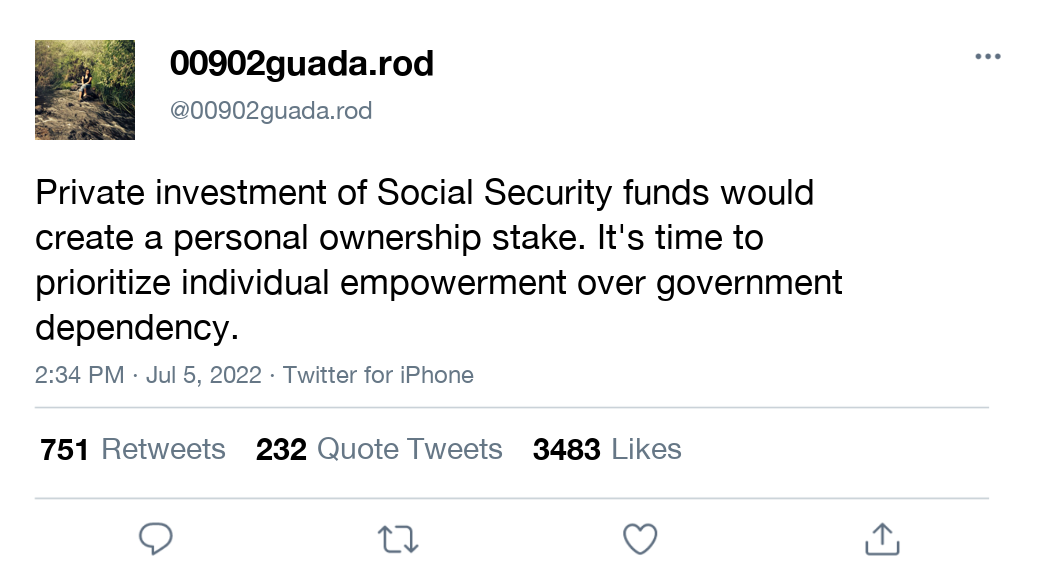 00902guada.rod
@00902guada.rod
Private investment of Social Security funds would
create a personal ownership stake. It's time to
prioritize individual empowerment over government
dependency.
2:34 PM · Jul 5, 2022 · Twitter for iPhone
751 Retweets 232 Quote Tweets 3483 Likes